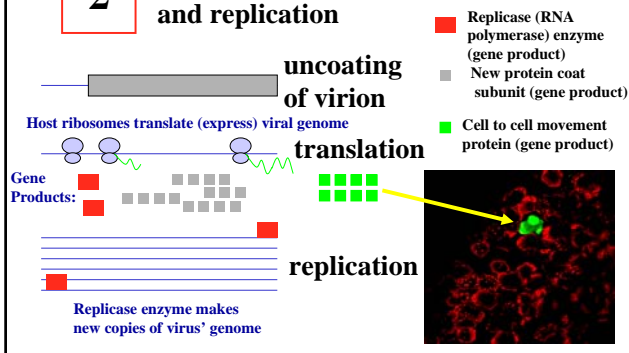 2
and replication
Replicase (RNA
polymerase) enzyme
(gene product)
New protein coat
subunit (gene product)
Cell to cell movement
protein (gene product)
uncoating
of virion
Host ribosomes translate (express) viral genome
translation
Gene
Products:
replication
Replicase enzyme makes
new copies of virus’ genome